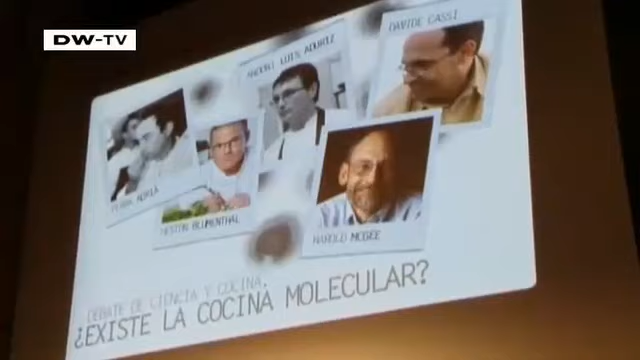 DW-TV
DAVIDE CASSI
ANDONI LUIS ADURIZ
ADRIÀ
HESTON BLUMENTHAL
HAROLD MCGEE
DEBATE DE CIENCIA Y COCINA.
¿EXISTE LA COCINA MOLECULAR?